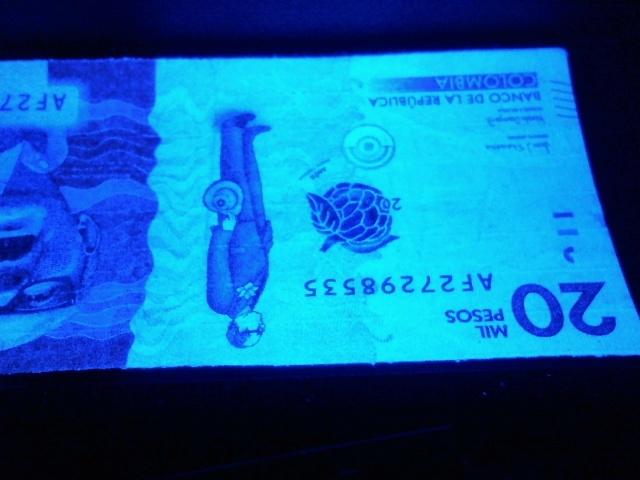 COLOMBIA
BANCO DE LA REPÚBLICA
20
AF27298535
20
MIL
PESOS
AF27